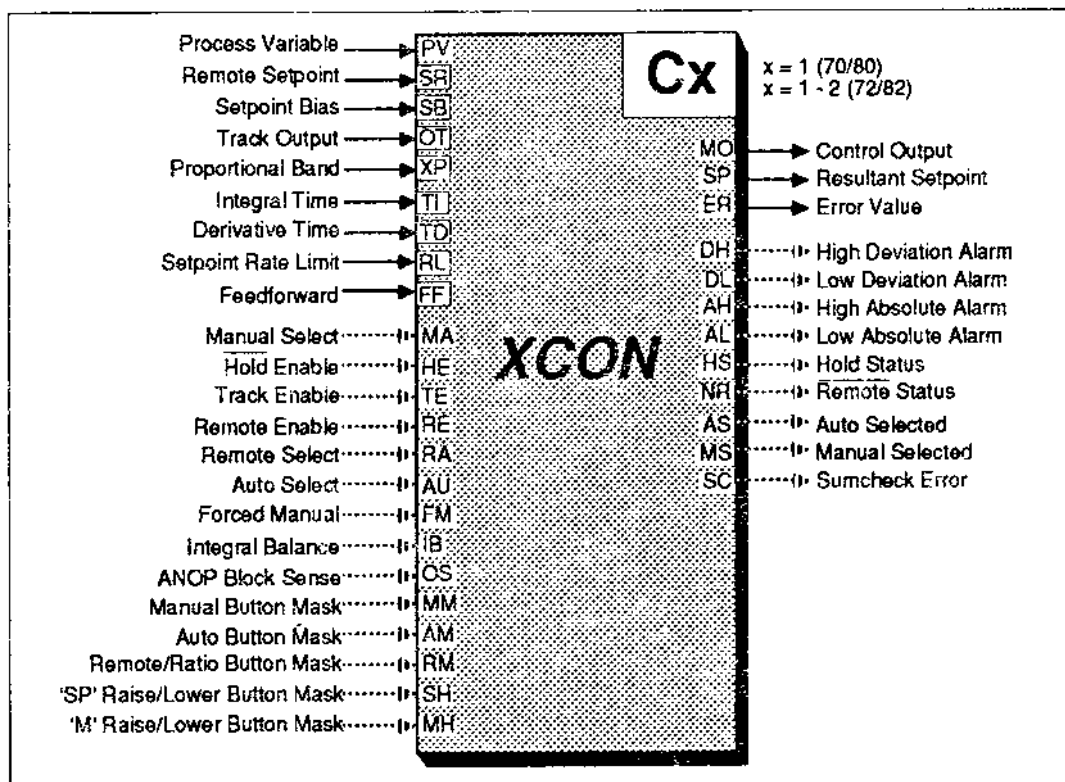 Process Variable PV
Remote Setpoint SR
Setpoint Bias SB
Track Output OT
Proportional Band XP
Integral Time TI
Derivative Time TD
Setpoint Rate Limit RL
Feedforward FF
Manual Select MA
Hold Enable HE
Track Enable TE
Remote Enable RE
Remote Select RA
Auto Select AU
Forced Manual FM
Integral Balance IB
ANOP Block Sense OS
Manual Button Mask MM
Auto Button Mask AM
Remote/Ratio Button Mask RM
'SP' Raise/Lower Button Mask SH
'M' Raise/Lower Button Mask MH
XCON
Cx
x = 1 (70/80)
x = 1 - 2 (72/82)
MO Control Output
SP Resultant Setpoint
ER Error Value
DH High Deviation Alarm
DL Low Deviation Alarm
AH High Absolute Alarm
AL Low Absolute Alarm
HS Hold Status
NR Remote Status
AS Auto Selected
MS Manual Selected
SC Sumcheck Error